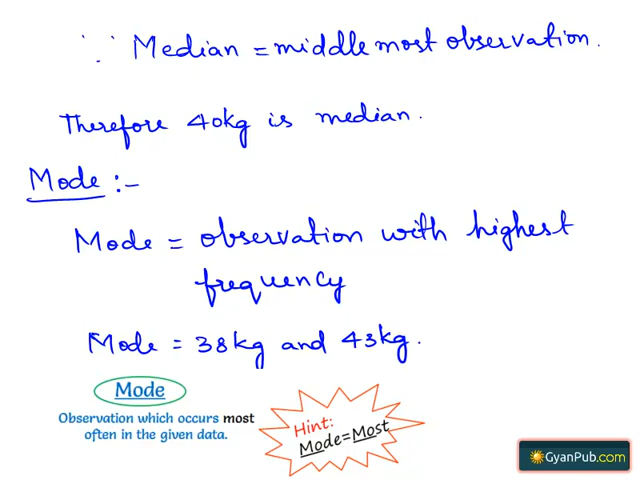 ∵ Median = middle most observation.
Therefore 40kg is median.
Mode :-
Mode = observation with highest
frequency
Mode = 38kg and 43kg.
Mode
Observation which occurs most
often in the given data.
Hint:
Mode=Most
GyanPub.com